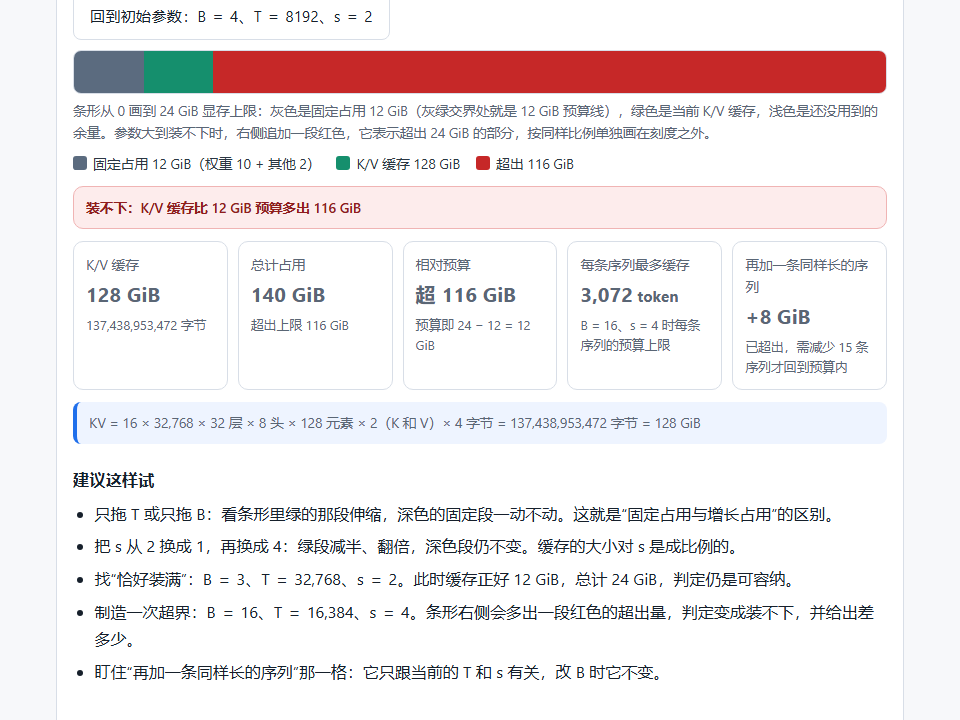 回到初始参数：B = 4、T = 8192、s = 2
条形从 0 画到 24 GiB 显存上限：灰色是固定占用 12 GiB（灰绿交界处就是 12 GiB 预算线），绿色是当前 K/V 缓存，浅色是还没用到的
余量。参数大到装不下时，右侧追加一段红色，它表示超出 24 GiB 的部分，按同样比例单独画在刻度之外。
固定占用 12 GiB（权重 10 + 其他 2） K/V 缓存 128 GiB 超出 116 GiB
装不下：K/V 缓存比 12 GiB 预算多出 116 GiB
K/V 缓存
128 GiB
137,438,953,472 字节
总计占用
140 GiB
超出上限 116 GiB
相对预算
超 116 GiB
预算即 24 − 12 = 12
GiB
每条序列最多缓存
3,072 token
B = 16、s = 4 时每条
序列的预算上限
再加一条同样长的序
列
+8 GiB
已超出，需减少 15 条
序列才回到预算内
KV = 16 × 32,768 × 32 层 × 8 头 × 128 元素 × 2（K 和 V）× 4 字节 = 137,438,953,472 字节 = 128 GiB
建议这样试
• 只拖 T 或只拖 B：看条形里绿的那段伸缩，深色的固定段一动不动。这就是“固定占用与增长占用”的区别。
• 把 s 从 2 换成 1，再换成 4：绿段减半、翻倍，深色段仍不变。缓存的大小对 s 是成比例的。
• 找“恰好装满”：B = 3、T = 32,768、s = 2。此时缓存正好 12 GiB，总计 24 GiB，判定仍是可容纳。
• 制造一次超界：B = 16、T = 16,384、s = 4。条形右侧会多出一段红色的超出量，判定变成装不下，并给出差
多少。
• 盯住“再加一条同样长的序列”那一格：它只跟当前的 T 和 s 有关，改 B 时它不变。